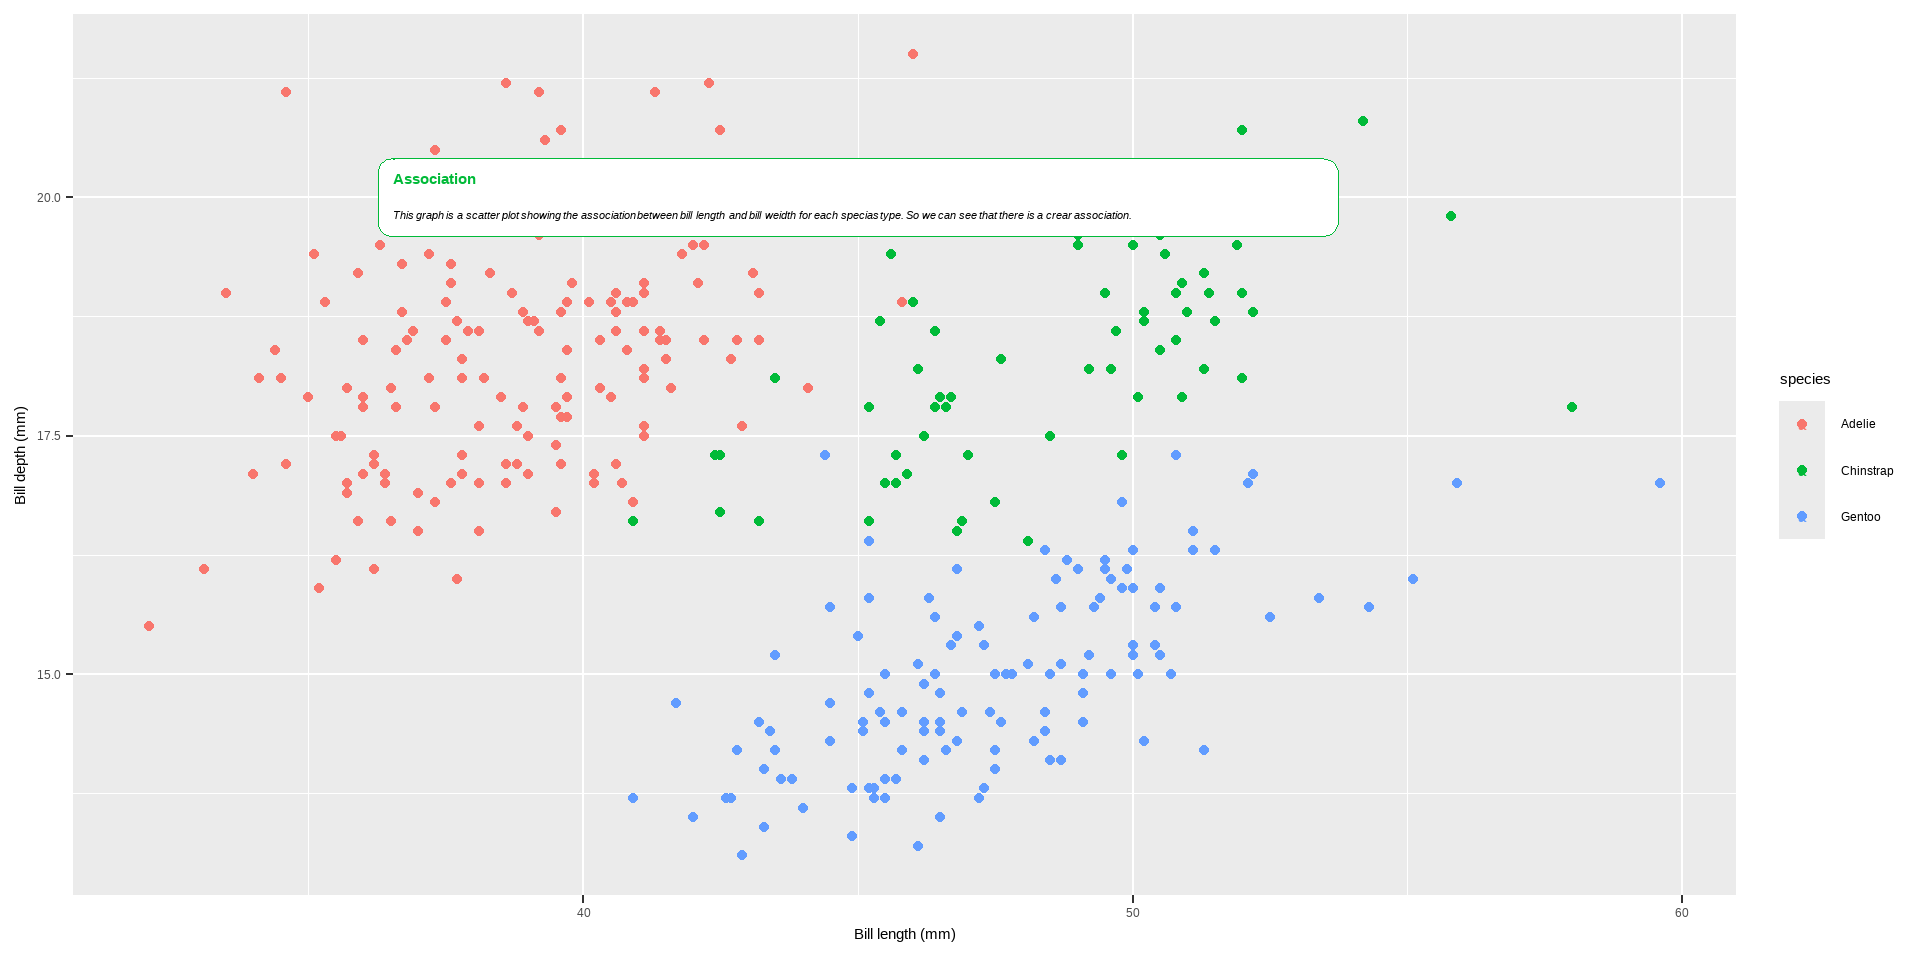 Association
This graph is a scatter plot showing the association between bill length and bill weidth for each specias type. So we can see that there is a crear association.
20.0
17.5
15.0
Bill depth (mm)
40
50
60
Bill length (mm)
species
Adelie
Chinstrap
Gentoo